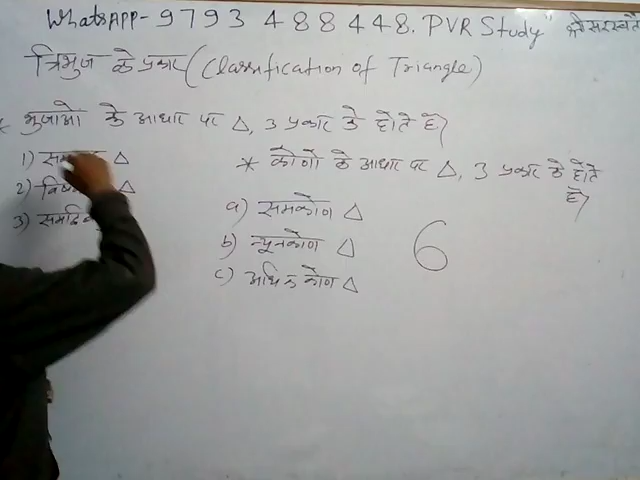 WhatsAPP- 9793 488448. PVR Study"
त्रिभुज के प्रकार (Classification of Triangle)
* भुजाओ के आधार पर △, 3 प्रकार के होते है
1) △
2) △
3)
* कोणो के आधार पर △, 3 प्रकार के होते है
a) समकोण △
b) न्यूनकोण △
c) अधिक कोण △
6